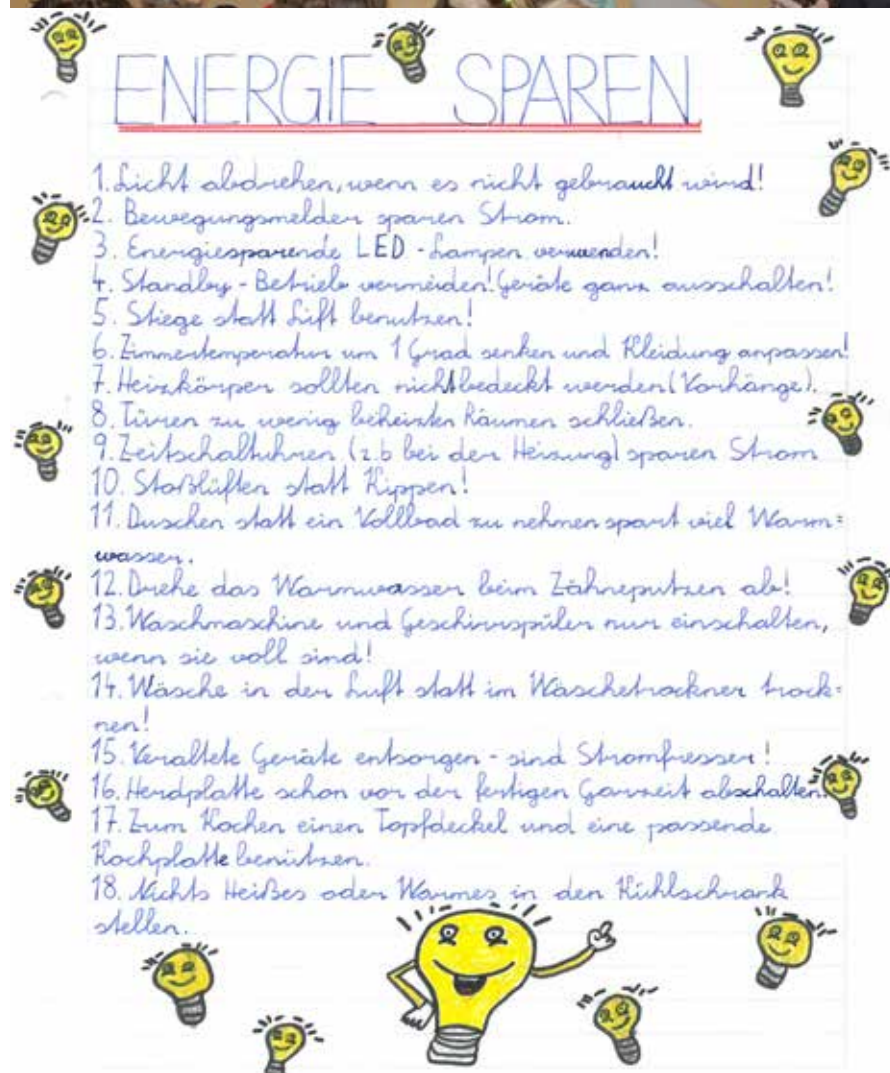 ENERGIE SPAREN
1. Licht abdrehen, wenn es nicht gebraucht wird!
2. Bewegungsmelder sparen Strom.
3. Energiesparende LED-Lampen verwenden!
4. Standby-Betrieb vermeiden! Geräte ganz ausschalten!
5. Stiege statt Lift benutzen!
6. Zimmertemperatur um 1 Grad senken und Kleidung anpassen!
7. Heizkörper sollten nicht bedeckt werden (Vorhänge).
8. Türen zu wenig beheizten Räumen schließen.
9. Zeitschaltuhren (z.b bei der Heizung) sparen Strom
10. Stoßlüften statt Kippen!
11. Duschen statt ein Vollbad zu nehmen spart viel Warm=
wasser.
12. Drehe das Warmwasser beim Zähneputzen ab!
13. Waschmaschine und Geschirrspüler nur einschalten,
wenn sie voll sind!
14. Wäsche in der Luft statt im Wäschetrockner trock=
nen!
15. Veraltete Geräte entsorgen - sind Stromfresser!
16. Herdplatte schon vor der fertigen Garzeit abschalten.
17. Zum Kochen einen Topfdeckel und eine passende
Kochplatte benützen.
18. Nichts Heißes oder Warmes in den Kühlschrank
stellen.